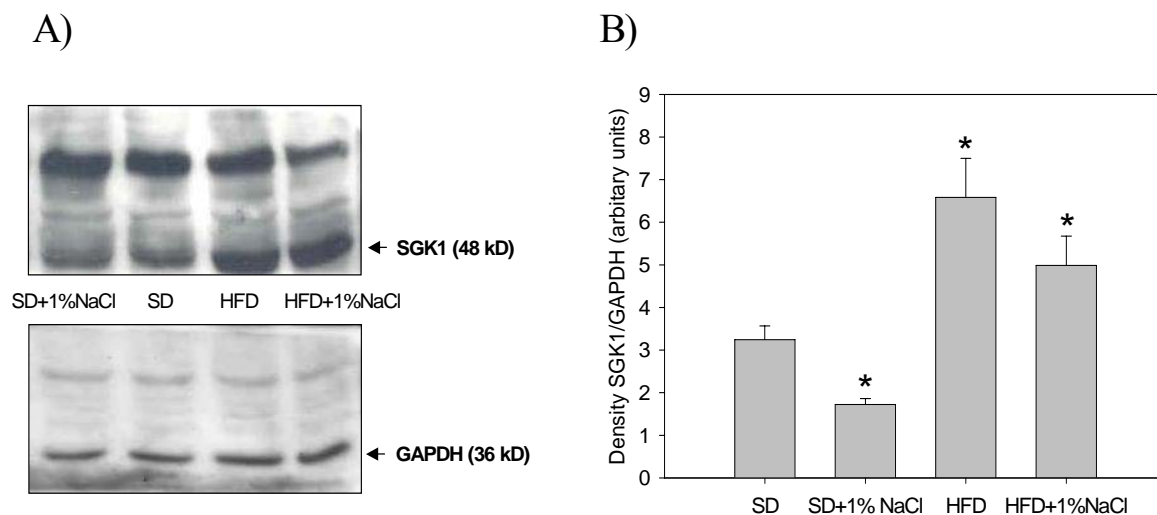 A)
SGK1 (48 kD)
SD+1%NaCl SD HFD HFD+1%NaCl
GAPDH (36 kD)
B)
Density SGK1/GAPDH (arbitary units)
9
8
7
6
5
4
3
2
1
0
*
*
*
SD SD+1% NaCl HFD HFD+1%NaCl